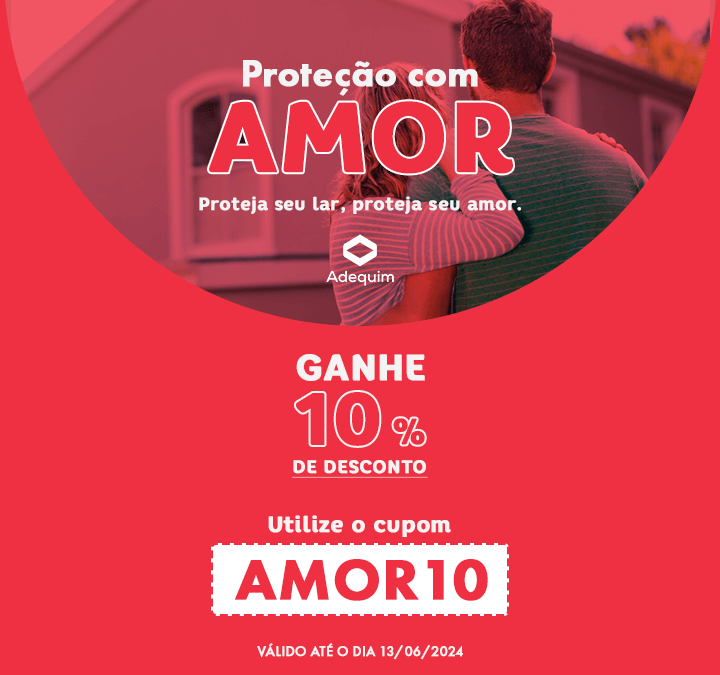 Proteção com
AMOR
Proteja seu lar, proteja seu amor.
Adequim
GANHE
10 %
DE DESCONTO
Utilize o cupom
AMOR10
VÁLIDO ATÉ O DIA 13/06/2024